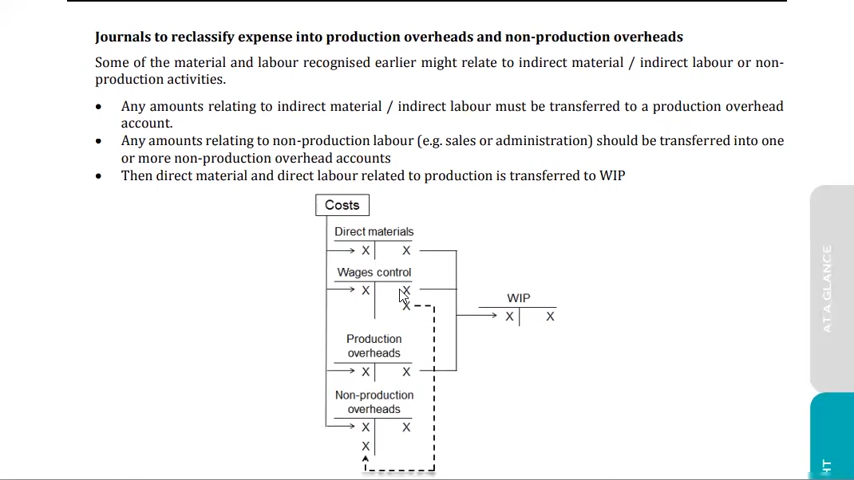 Journals to reclassify expense into production overheads and non-production overheads
Some of the material and labour recognised earlier might relate to indirect material / indirect labour or non-
production activities.
• Any amounts relating to indirect material / indirect labour must be transferred to a production overhead
account.
• Any amounts relating to non-production labour (e.g. sales or administration) should be transferred into one
or more non-production overhead accounts
• Then direct material and direct labour related to production is transferred to WIP
Costs
Direct materials
X X
Wages control
X X
X
WIP
X X
Production
overheads
X X
Non-production
overheads
X X
X
AT A GLANCE
HT